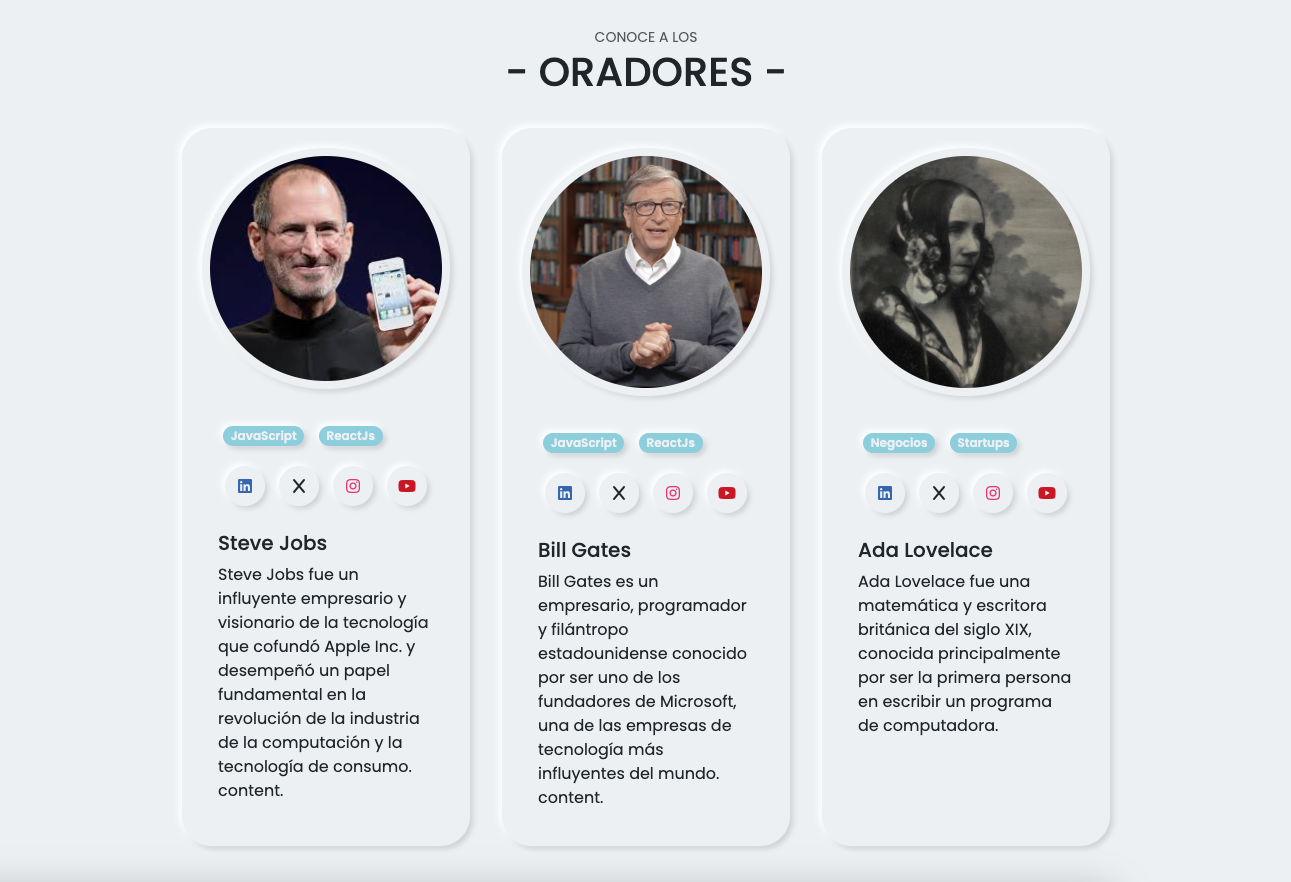 CONOCE A LOS
- ORADORES -
JavaScript ReactJs
Steve Jobs
Steve Jobs fue un
influyente empresario y
visionario de la tecnología
que cofundó Apple Inc. y
desempeñó un papel
fundamental en la
revolución de la industria
de la computación y la
tecnología de consumo.
content.
JavaScript ReactJs
Bill Gates
Bill Gates es un
empresario, programador
y filántropo
estadounidense conocido
por ser uno de los
fundadores de Microsoft,
una de las empresas de
tecnología más
influyentes del mundo.
content.
Negocios Startups
Ada Lovelace
Ada Lovelace fue una
matemática y escritora
británica del siglo XIX,
conocida principalmente
por ser la primera persona
en escribir un programa
de computadora.